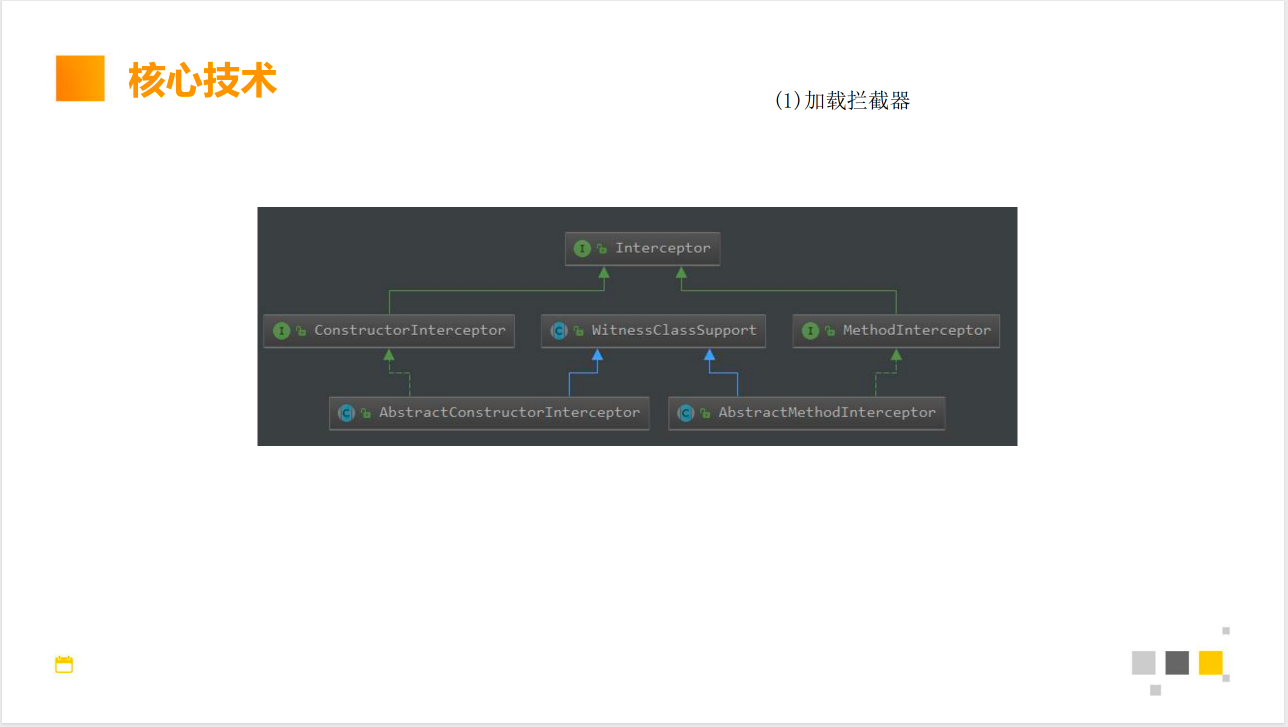 核心技术
(1)加载拦截器
Interceptor
ConstructorInterceptor
WitnessClassSupport
MethodInterceptor
AbstractConstructorInterceptor
AbstractMethodInterceptor